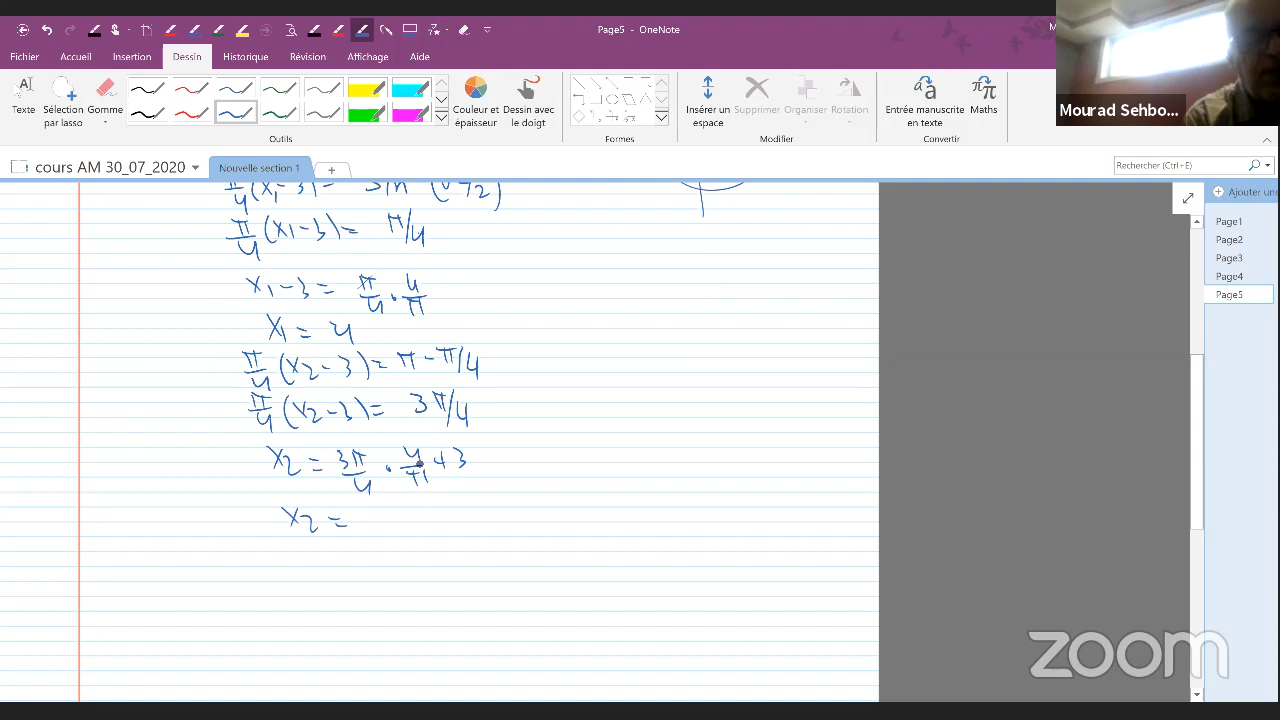 Page5 - OneNote
Fichier Accueil Insertion Dessin Historique Révision Affichage Aide
Texte Sélection par lasso Gomme Couleur et épaisseur Dessin avec le doigt Insérer un espace Supprimer Organiser Rotation Entrée manuscrite en texte Maths
Outils Formes Modifier Convertir
Mourad Sehbo...
cours AM 30_07_2020 Nouvelle section 1
Rechercher (Ctrl+E)
Ajouter une
Page1
Page2
Page3
Page4
Page5
π/4 (x1-3) = π/4
x1-3 = π/4 · 4/π
x1 = 4
π/4 (x2-3) = π - π/4
π/4 (x2-3) = 3π/4
x2 = 3π/4 · 4/π + 3
x2 =
zoom